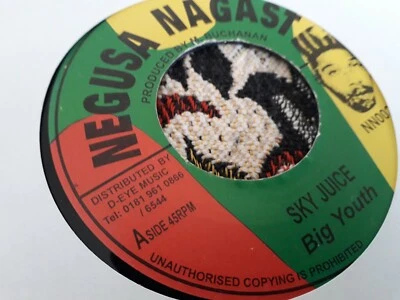 NEGUSA NAGAST
PRODUCED BY H. BUCHANAN
DISTRIBUTED BY
D-EYE MUSIC
Tel: 0181 961 0866
/ 6544
A SIDE 45RPM
SKY JUICE
Big Youth
UNAUTHORISED COPYING IS PROHIBITED